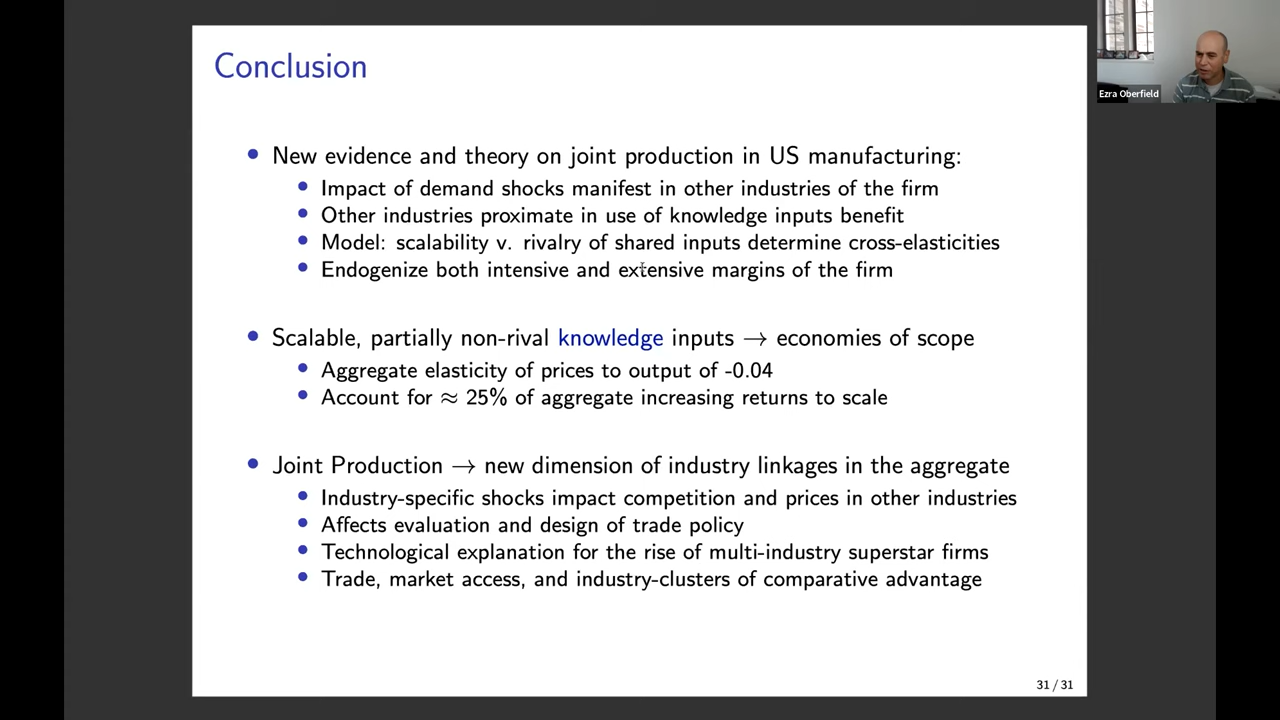 Conclusion
Ezra Oberfield
• New evidence and theory on joint production in US manufacturing:
• Impact of demand shocks manifest in other industries of the firm
• Other industries proximate in use of knowledge inputs benefit
• Model: scalability v. rivalry of shared inputs determine cross-elasticities
• Endogenize both intensive and extensive margins of the firm
• Scalable, partially non-rival knowledge inputs → economies of scope
• Aggregate elasticity of prices to output of -0.04
• Account for ≈ 25% of aggregate increasing returns to scale
• Joint Production → new dimension of industry linkages in the aggregate
• Industry-specific shocks impact competition and prices in other industries
• Affects evaluation and design of trade policy
• Technological explanation for the rise of multi-industry superstar firms
• Trade, market access, and industry-clusters of comparative advantage
31 / 31